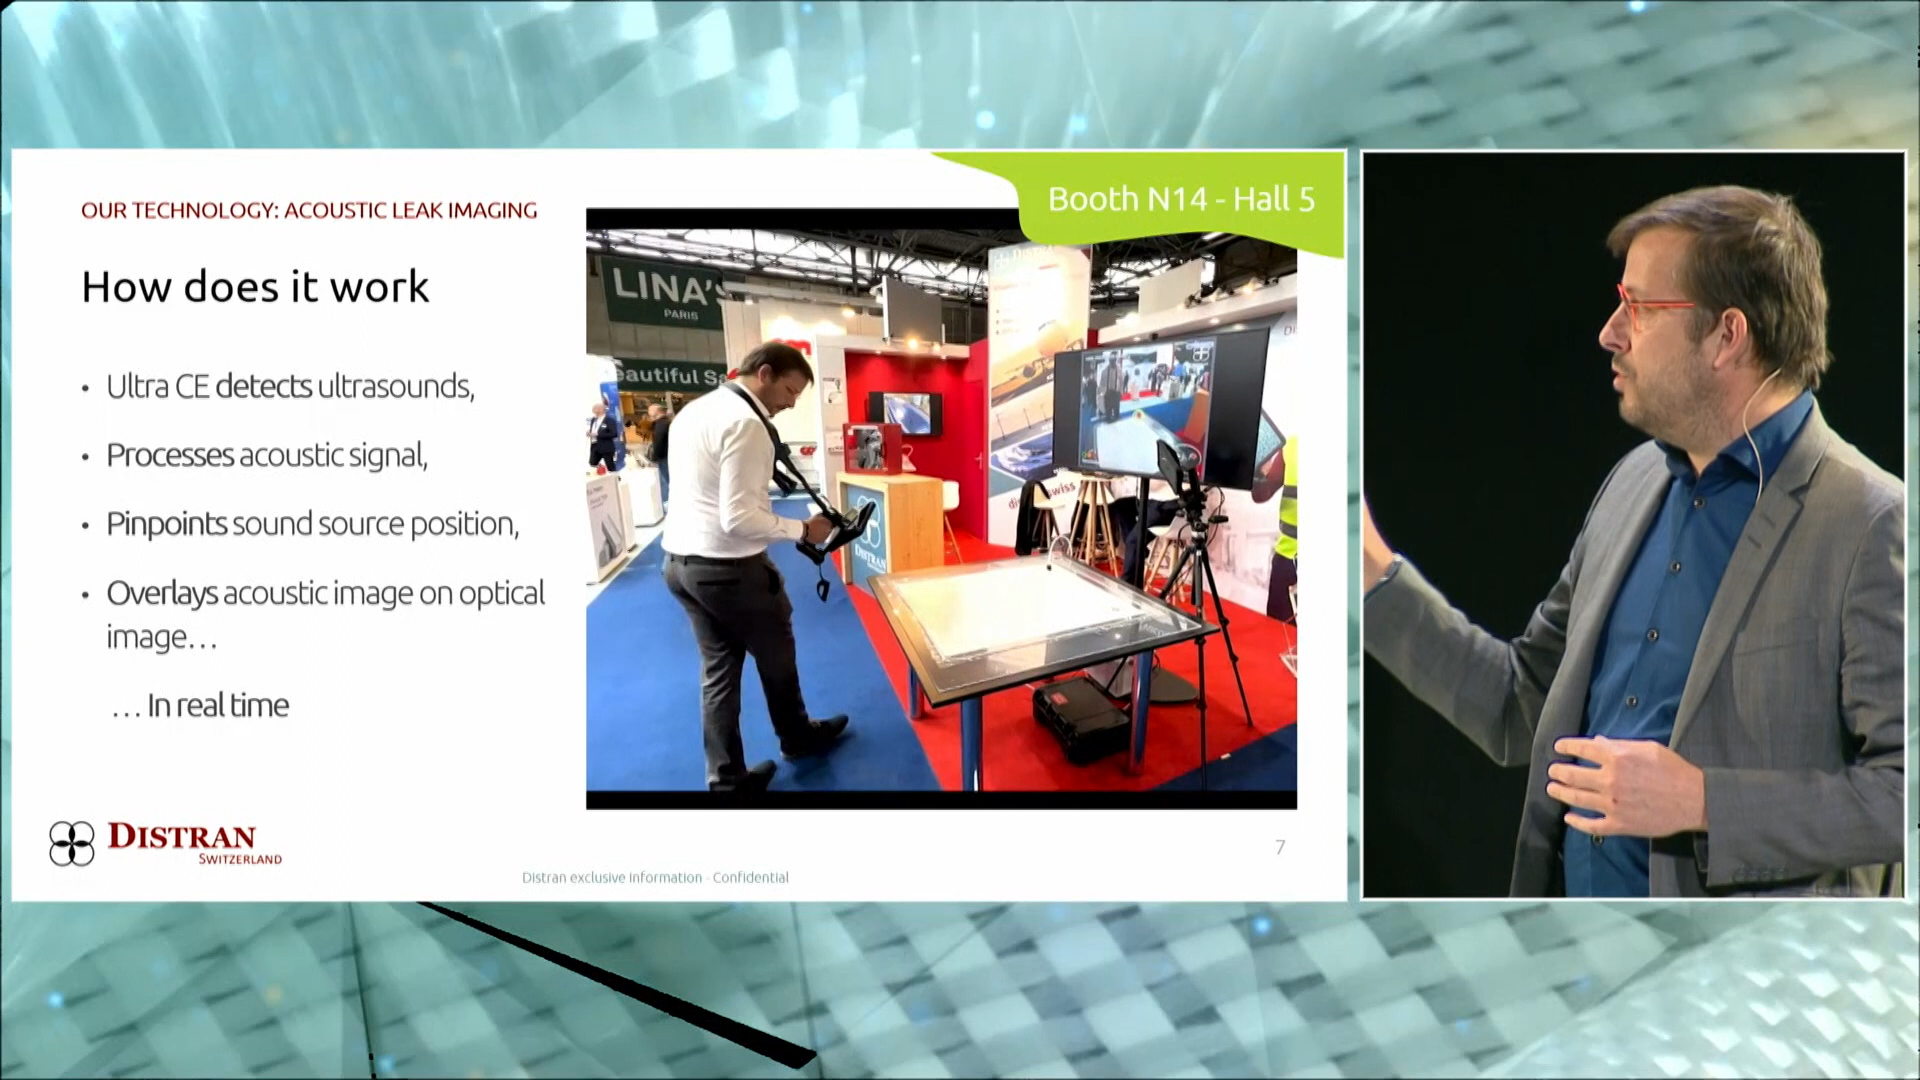 OUR TECHNOLOGY: ACOUSTIC LEAK IMAGING
Booth N14 - Hall 5
How does it work
• Ultra CE detects ultrasounds,
• Processes acoustic signal,
• Pinpoints sound source position,
• Overlays acoustic image on optical
image…
… In real time
LINA'S
PARIS
eautiful Sa
DISTRAN
DISTRAN
SWITZERLAND
7
Distran exclusive information - Confidential